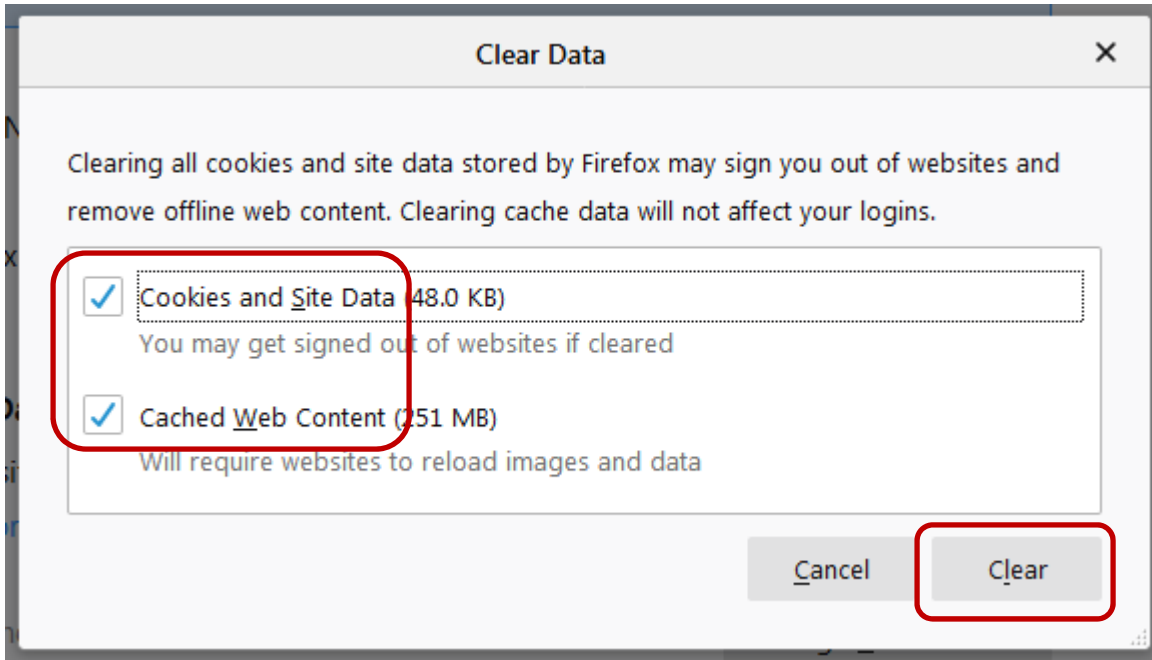 Clear Data
Clearing all cookies and site data stored by Firefox may sign you out of websites and
remove offline web content. Clearing cache data will not affect your logins.
Cookies and Site Data (48.0 KB)
You may get signed out of websites if cleared
Cached Web Content (251 MB)
Will require websites to reload images and data
Cancel
Clear